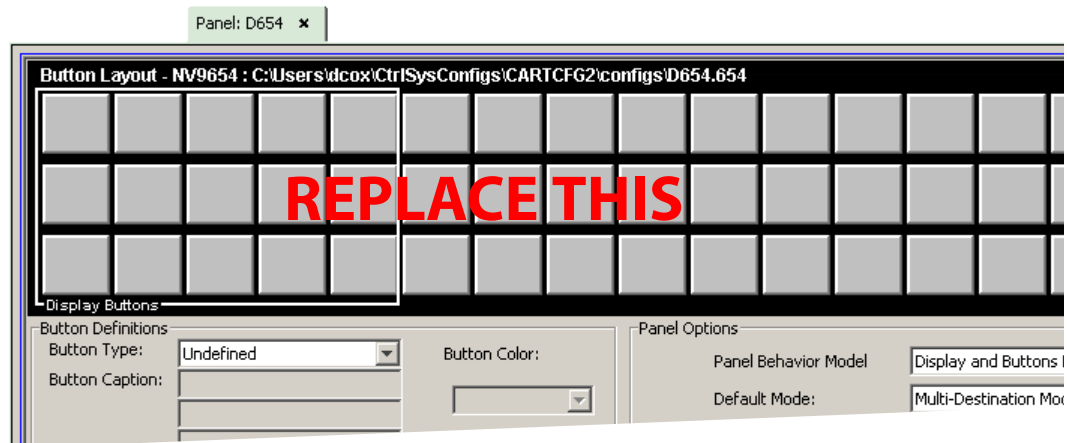 Panel: D654 ×
Button Layout - NV9654 : C:\Users\dcox\CtrlSysConfigs\CARTCFG2\configs\D654.654
REPLACE THIS
Display Buttons
Button Definitions
Button Type:
Undefined
Button Color:
Button Caption:
Panel Options
Panel Behavior Model
Display and Buttons
Default Mode:
Multi-Destination